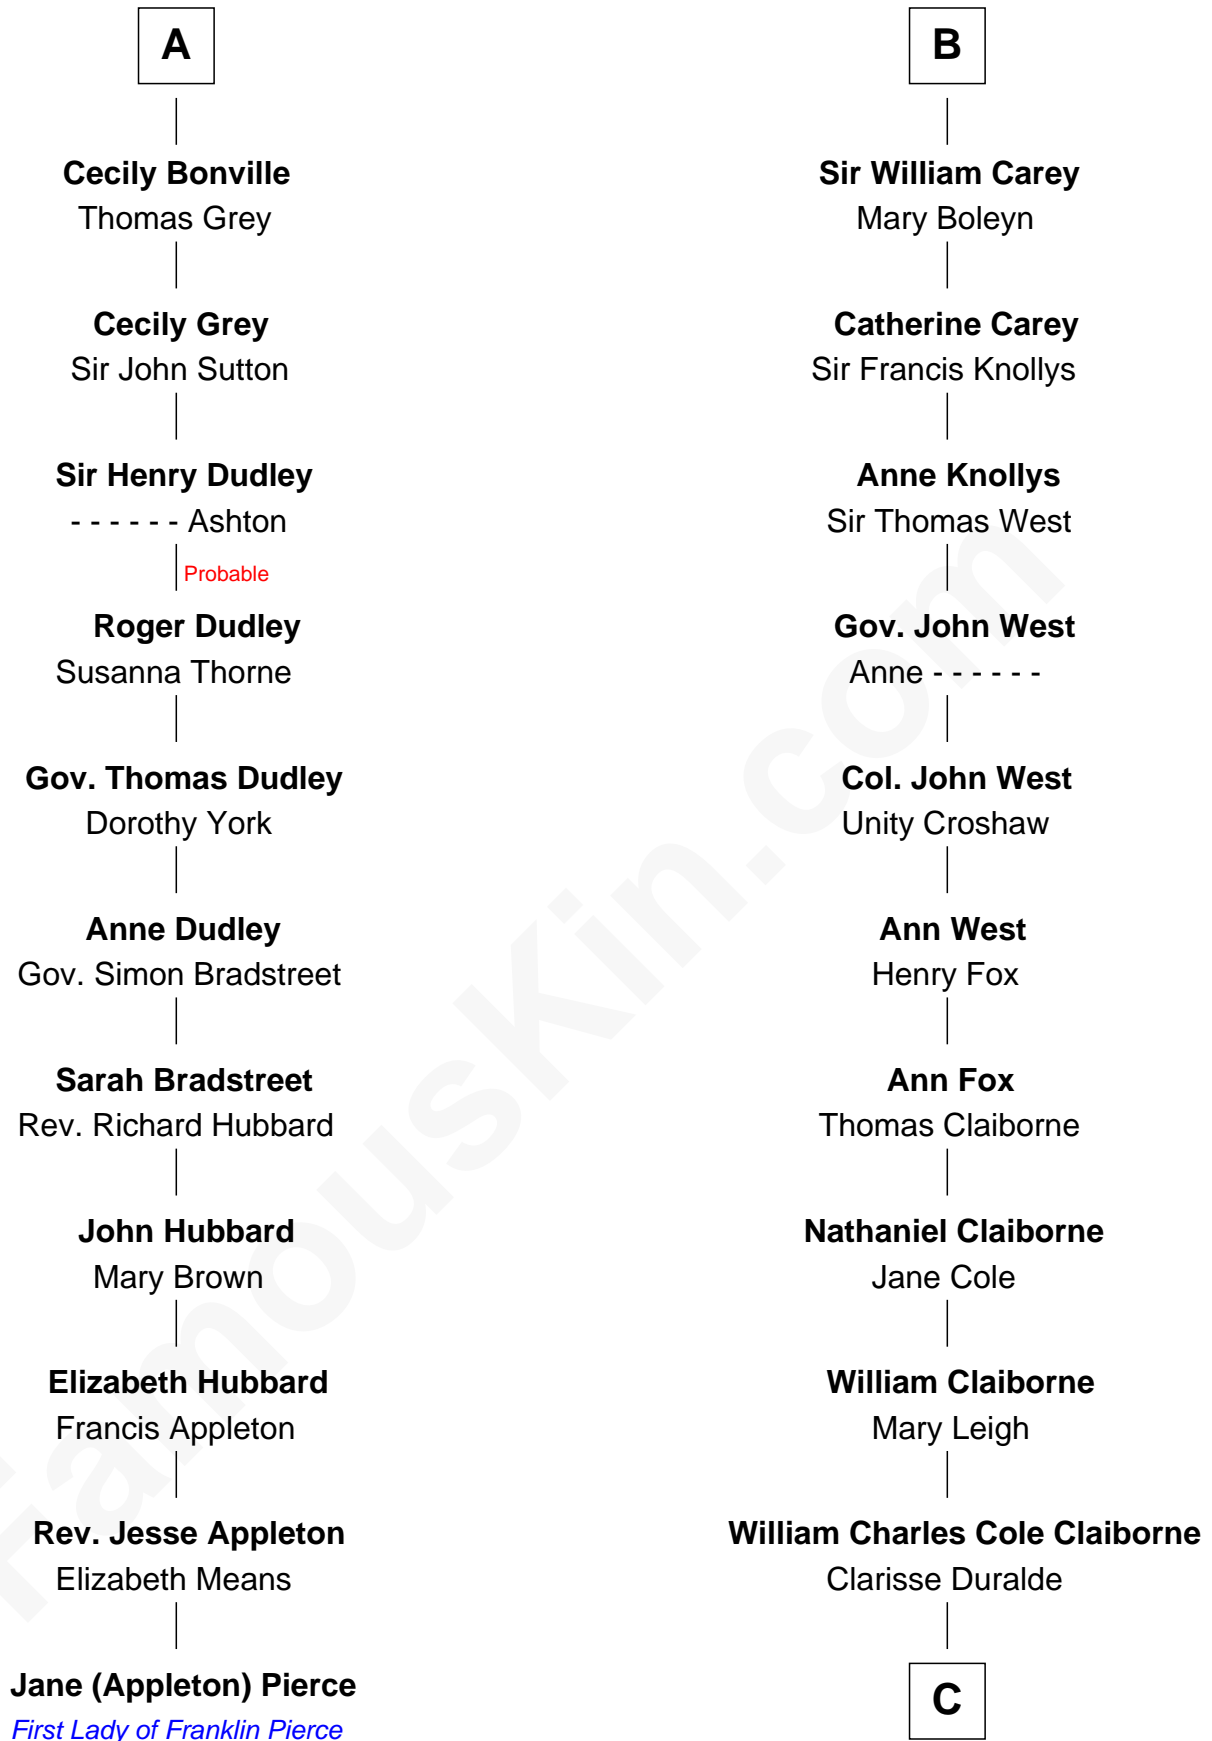 A
Cecily Bonville
Thomas Grey
Cecily Grey
Sir John Sutton
Sir Henry Dudley
- - - - - - Ashton
Probable
Roger Dudley
Susanna Thorne
Gov. Thomas Dudley
Dorothy York
Anne Dudley
Gov. Simon Bradstreet
Sarah Bradstreet
Rev. Richard Hubbard
John Hubbard
Mary Brown
Elizabeth Hubbard
Francis Appleton
Rev. Jesse Appleton
Elizabeth Means
Jane (Appleton) Pierce
First Lady of Franklin Pierce
B
Sir William Carey
Mary Boleyn
Catherine Carey
Sir Francis Knollys
Anne Knollys
Sir Thomas West
Gov. John West
Anne - - - - - -
Col. John West
Unity Croshaw
Ann West
Henry Fox
Ann Fox
Thomas Claiborne
Nathaniel Claiborne
Jane Cole
William Claiborne
Mary Leigh
William Charles Cole Claiborne
Clarisse Duralde
C
FamousKin.com